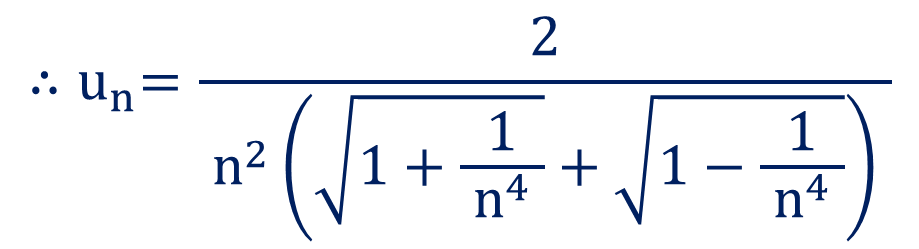 ∴ uₙ= 2 / n² (√(1 + 1/n⁴) + √(1 − 1/n⁴))